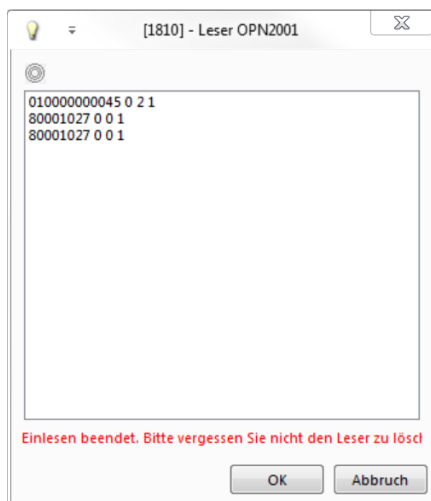 [1810] - Leser OPN2001
010000000045 0 2 1
80001027 0 0 1
80001027 0 0 1
Einlesen beendet. Bitte vergessen Sie nicht den Leser zu lösch
OK Abbruch